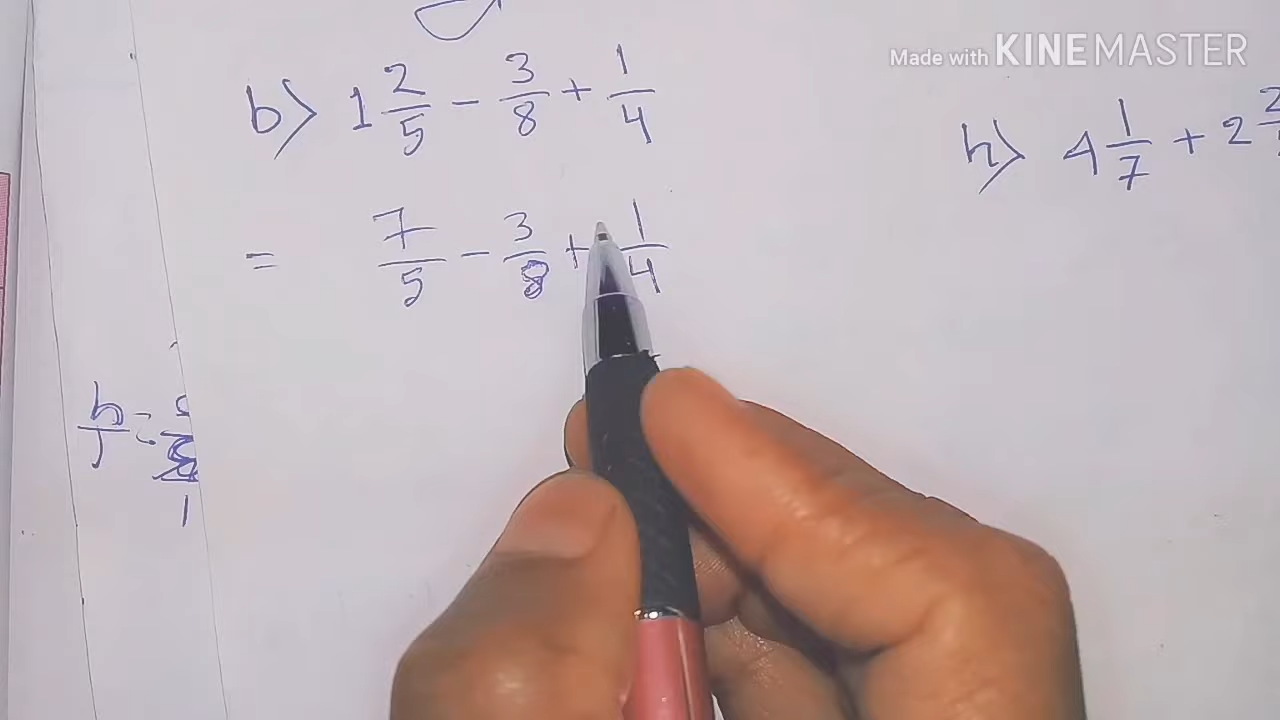 Made with KINEMASTER
b) 1 2/5 - 3/8 + 1/4
h) 4 1/7 + 2
= 7/5 - 3/8 + 1/4